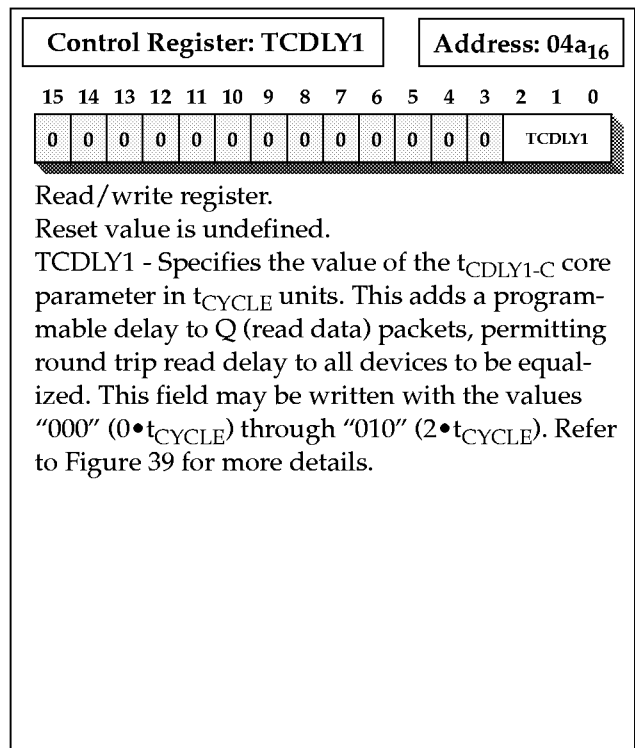 Control Register: TCDLY1
Address: 04a16
15 14 13 12 11 10 9 8 7 6 5 4 3 2 1 0
0 0 0 0 0 0 0 0 0 0 0 0 0 TCDLY1
Read/write register.
Reset value is undefined.
TCDLY1 - Specifies the value of the tCDLY1-C core
parameter in tCYCLE units. This adds a program-
mable delay to Q (read data) packets, permitting
round trip read delay to all devices to be equal-
ized. This field may be written with the values
“000” (0•tCYCLE) through “010” (2•tCYCLE). Refer
to Figure 39 for more details.